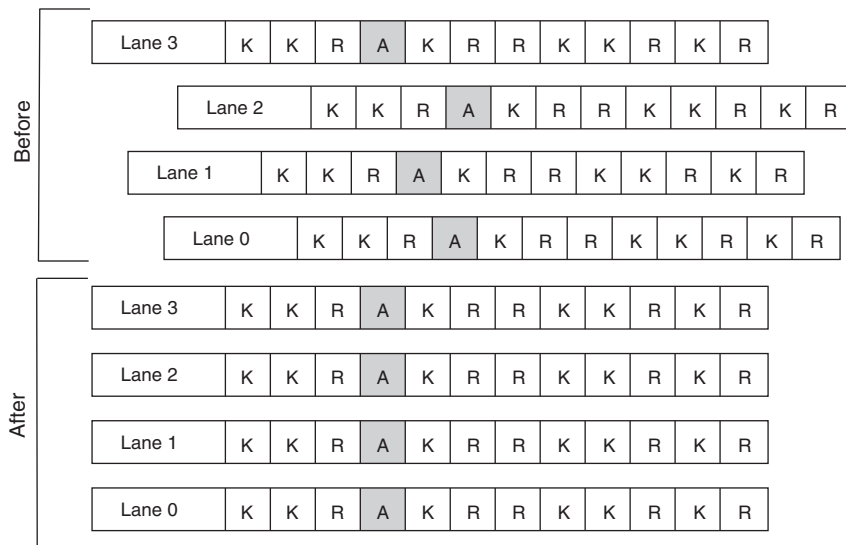 Before
Lane 3 K K R A K R R K K R K R
Lane 2 K K R A K R R K K R K R
Lane 1 K K R A K R R K K R K R
Lane 0 K K R A K R R K K R K R
After
Lane 3 K K R A K R R K K R K R
Lane 2 K K R A K R R K K R K R
Lane 1 K K R A K R R K K R K R
Lane 0 K K R A K R R K K R K R